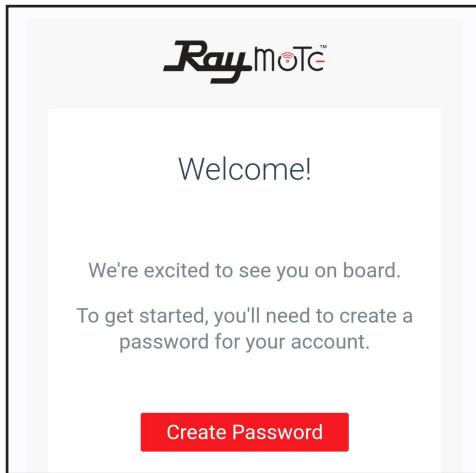 Raymote™
Welcome!
We're excited to see you on board.
To get started, you'll need to create a
password for your account.
Create Password